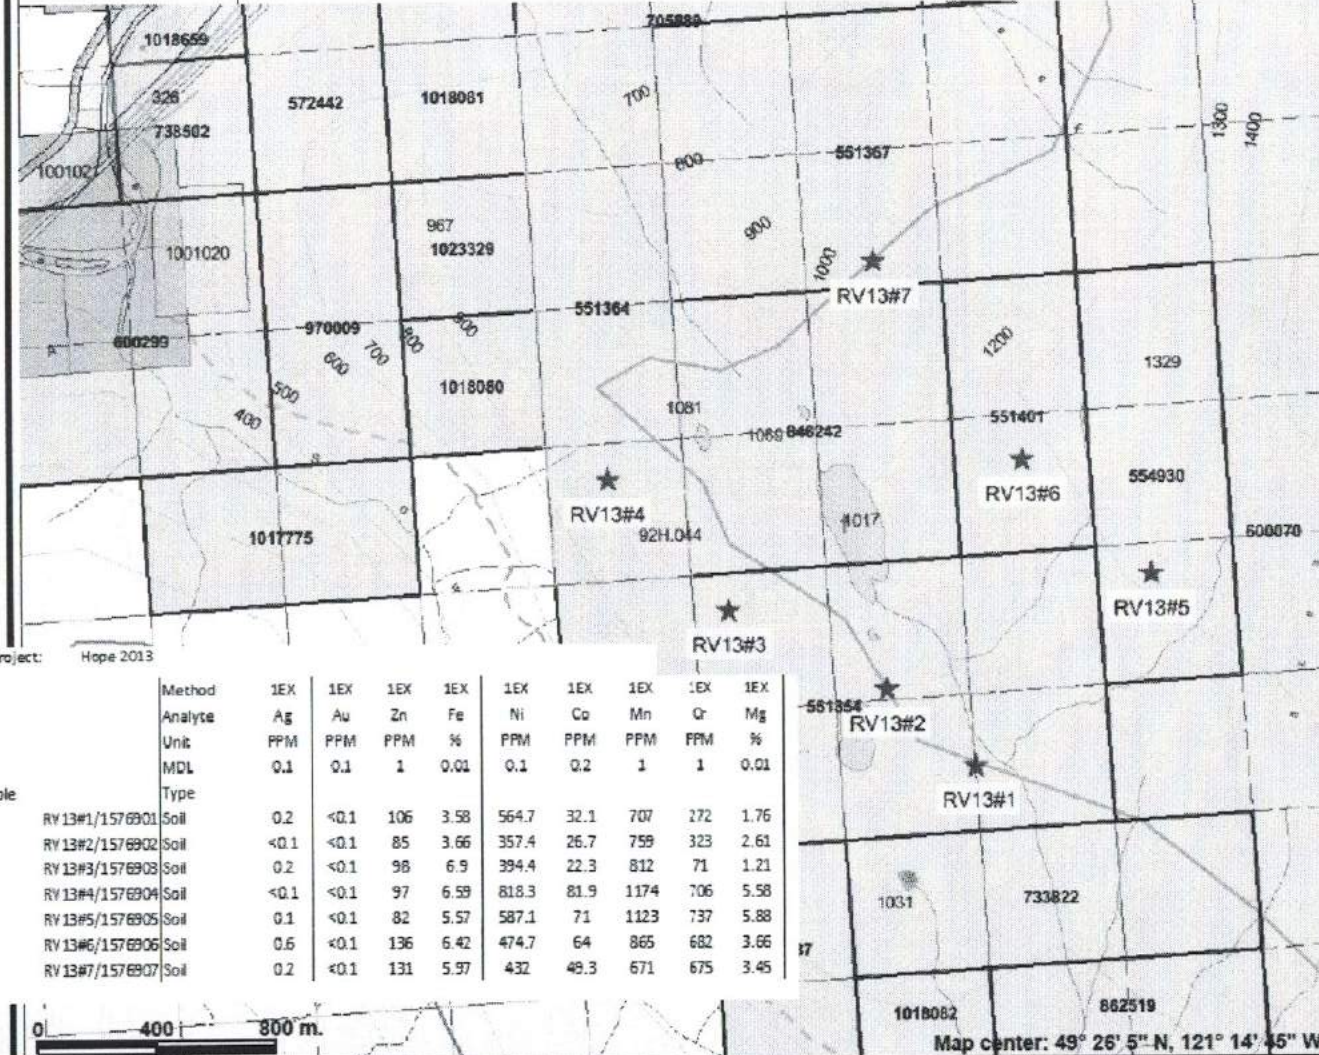 705889
1018659
326
572442
1018081
700
1300
1400
738502
800
551367
1001021
967
900
1001020
1023329
1000
RV13#7
551364
970009
600299
A
800
900
700
600
1200
1329
500
1018080
400
1081
551401
1069 846242
554930
RV13#4
RV13#6
1017
92H.044
1017775
600070
RV13#5
RV13#3
RV13#2
RV13#1
roject: Hope 2013
Method 1EX 1EX 1EX 1EX 1EX 1EX 1EX 1EX 1EX
Analyte Ag Au Zn Fe Ni Co Mn Cr Mg
Unit PPM PPM PPM % PPM PPM PPM PPM %
MDL 0.1 0.1 1 0.01 0.1 0.2 1 1 0.01
ple Type
RV13#1/1576901 Soil 0.2 <0.1 106 3.58 564.7 32.1 707 272 1.76
RV13#2/1576902 Soil <0.1 <0.1 85 3.66 357.4 26.7 759 323 2.61
RV13#3/1576903 Soil 0.2 <0.1 98 6.9 394.4 22.3 812 71 1.21
RV13#4/1576904 Soil <0.1 <0.1 97 6.59 818.3 81.9 1174 706 5.58
RV13#5/1576905 Soil 0.1 <0.1 82 5.57 587.1 71 1123 737 5.88
RV13#6/1576906 Soil 0.6 <0.1 136 6.42 474.7 64 865 682 3.66
RV13#7/1576907 Soil 0.2 <0.1 131 5.97 432 49.3 671 675 3.45
1031
733822
37
1018082
862519
0 400 800 m.
Map center: 49° 26' 5" N, 121° 14' 45" W